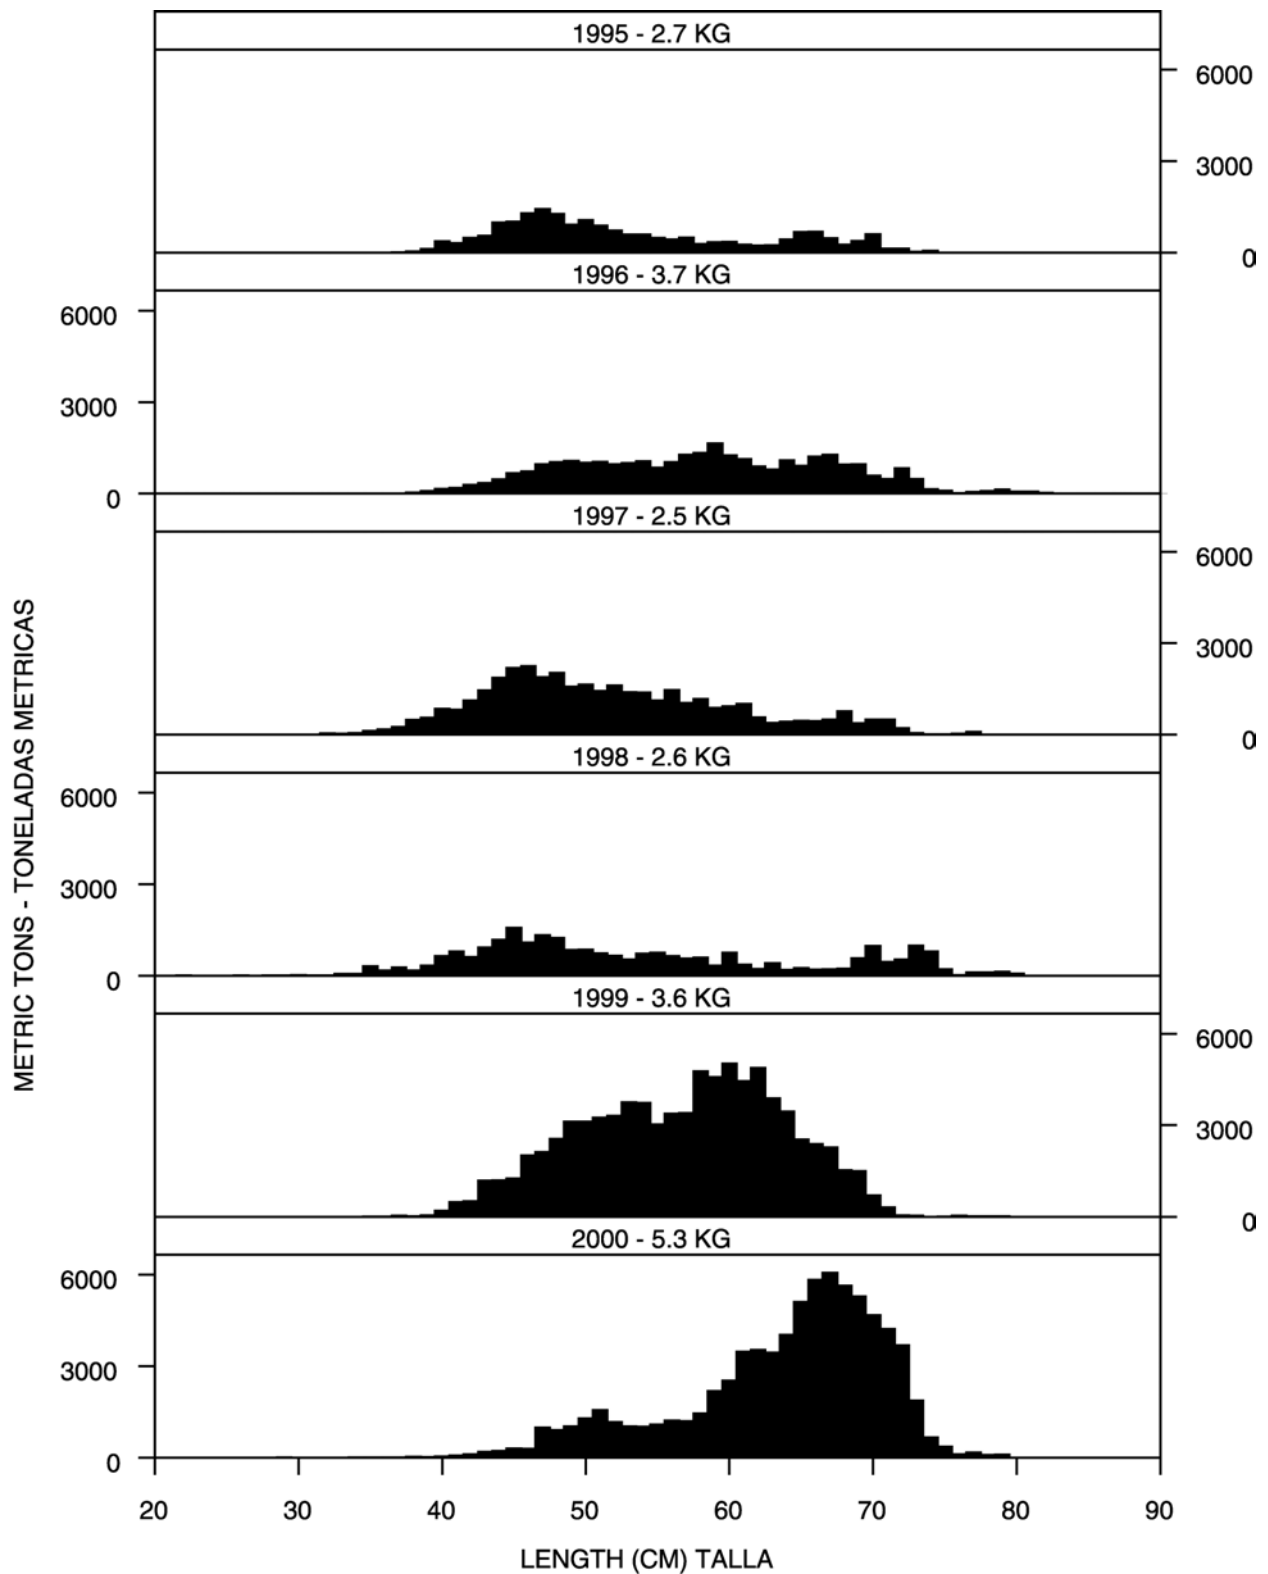 1995 - 2.7 KG
6000
3000
0
1996 - 3.7 KG
6000
3000
0
1997 - 2.5 KG
6000
3000
0
1998 - 2.6 KG
6000
3000
0
1999 - 3.6 KG
6000
3000
0
2000 - 5.3 KG
6000
3000
0
METRIC TONS - TONELADAS METRICAS
20 30 40 50 60 70 80 90
LENGTH (CM) TALLA